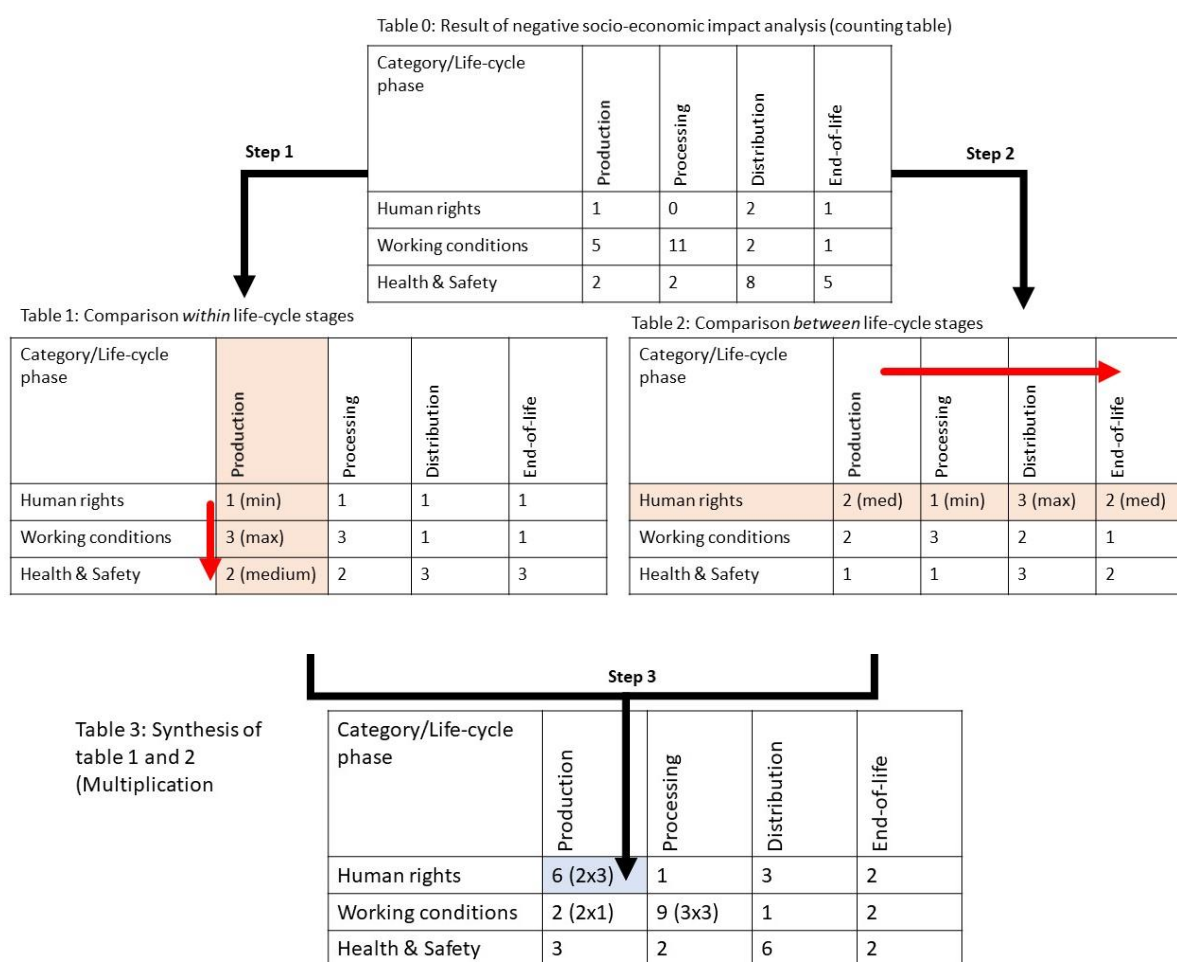 Table 0: Result of negative socio-economic impact analysis (counting table)
Category/Life-cycle
phase
Production
Processing
Distribution
End-of-life
Human rights 1 0 2 1
Working conditions 5 11 2 1
Health & Safety 2 2 8 5
Step 1
Step 2
Table 1: Comparison within life-cycle stages
Category/Life-cycle
phase
Production
Processing
Distribution
End-of-life
Human rights 1 (min) 1 1 1
Working conditions 3 (max) 3 1 1
Health & Safety 2 (medium) 2 3 3
Table 2: Comparison between life-cycle stages
Category/Life-cycle
phase
Production
Processing
Distribution
End-of-life
Human rights 2 (med) 1 (min) 3 (max) 2 (med)
Working conditions 2 3 2 1
Health & Safety 1 1 3 2
Step 3
Table 3: Synthesis of
table 1 and 2
(Multiplication
Category/Life-cycle
phase
Production
Processing
Distribution
End-of-life
Human rights 6 (2x3) 1 3 2
Working conditions 2 (2x1) 9 (3x3) 1 2
Health & Safety 3 2 6 2